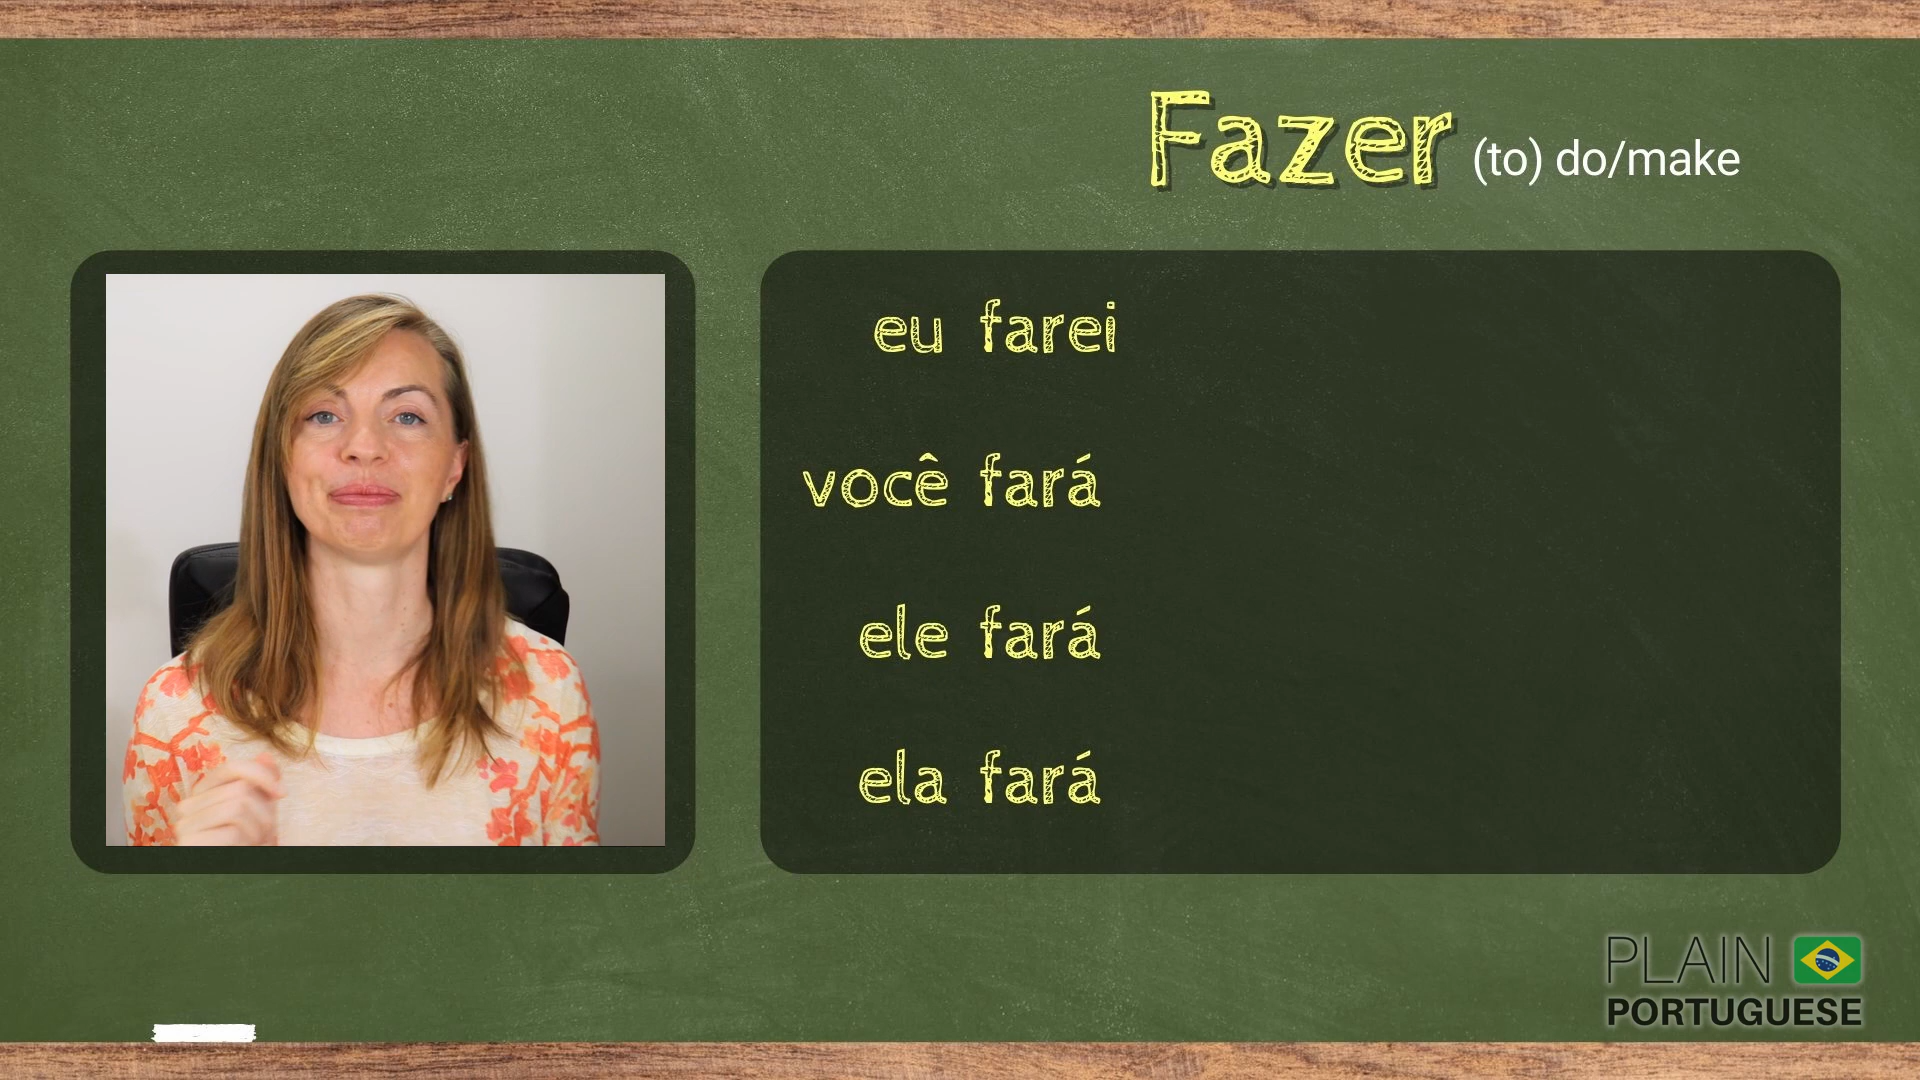 Fazer (to) do/make
eu farei
você fará
ele fará
ela fará
PLAIN
PORTUGUESE